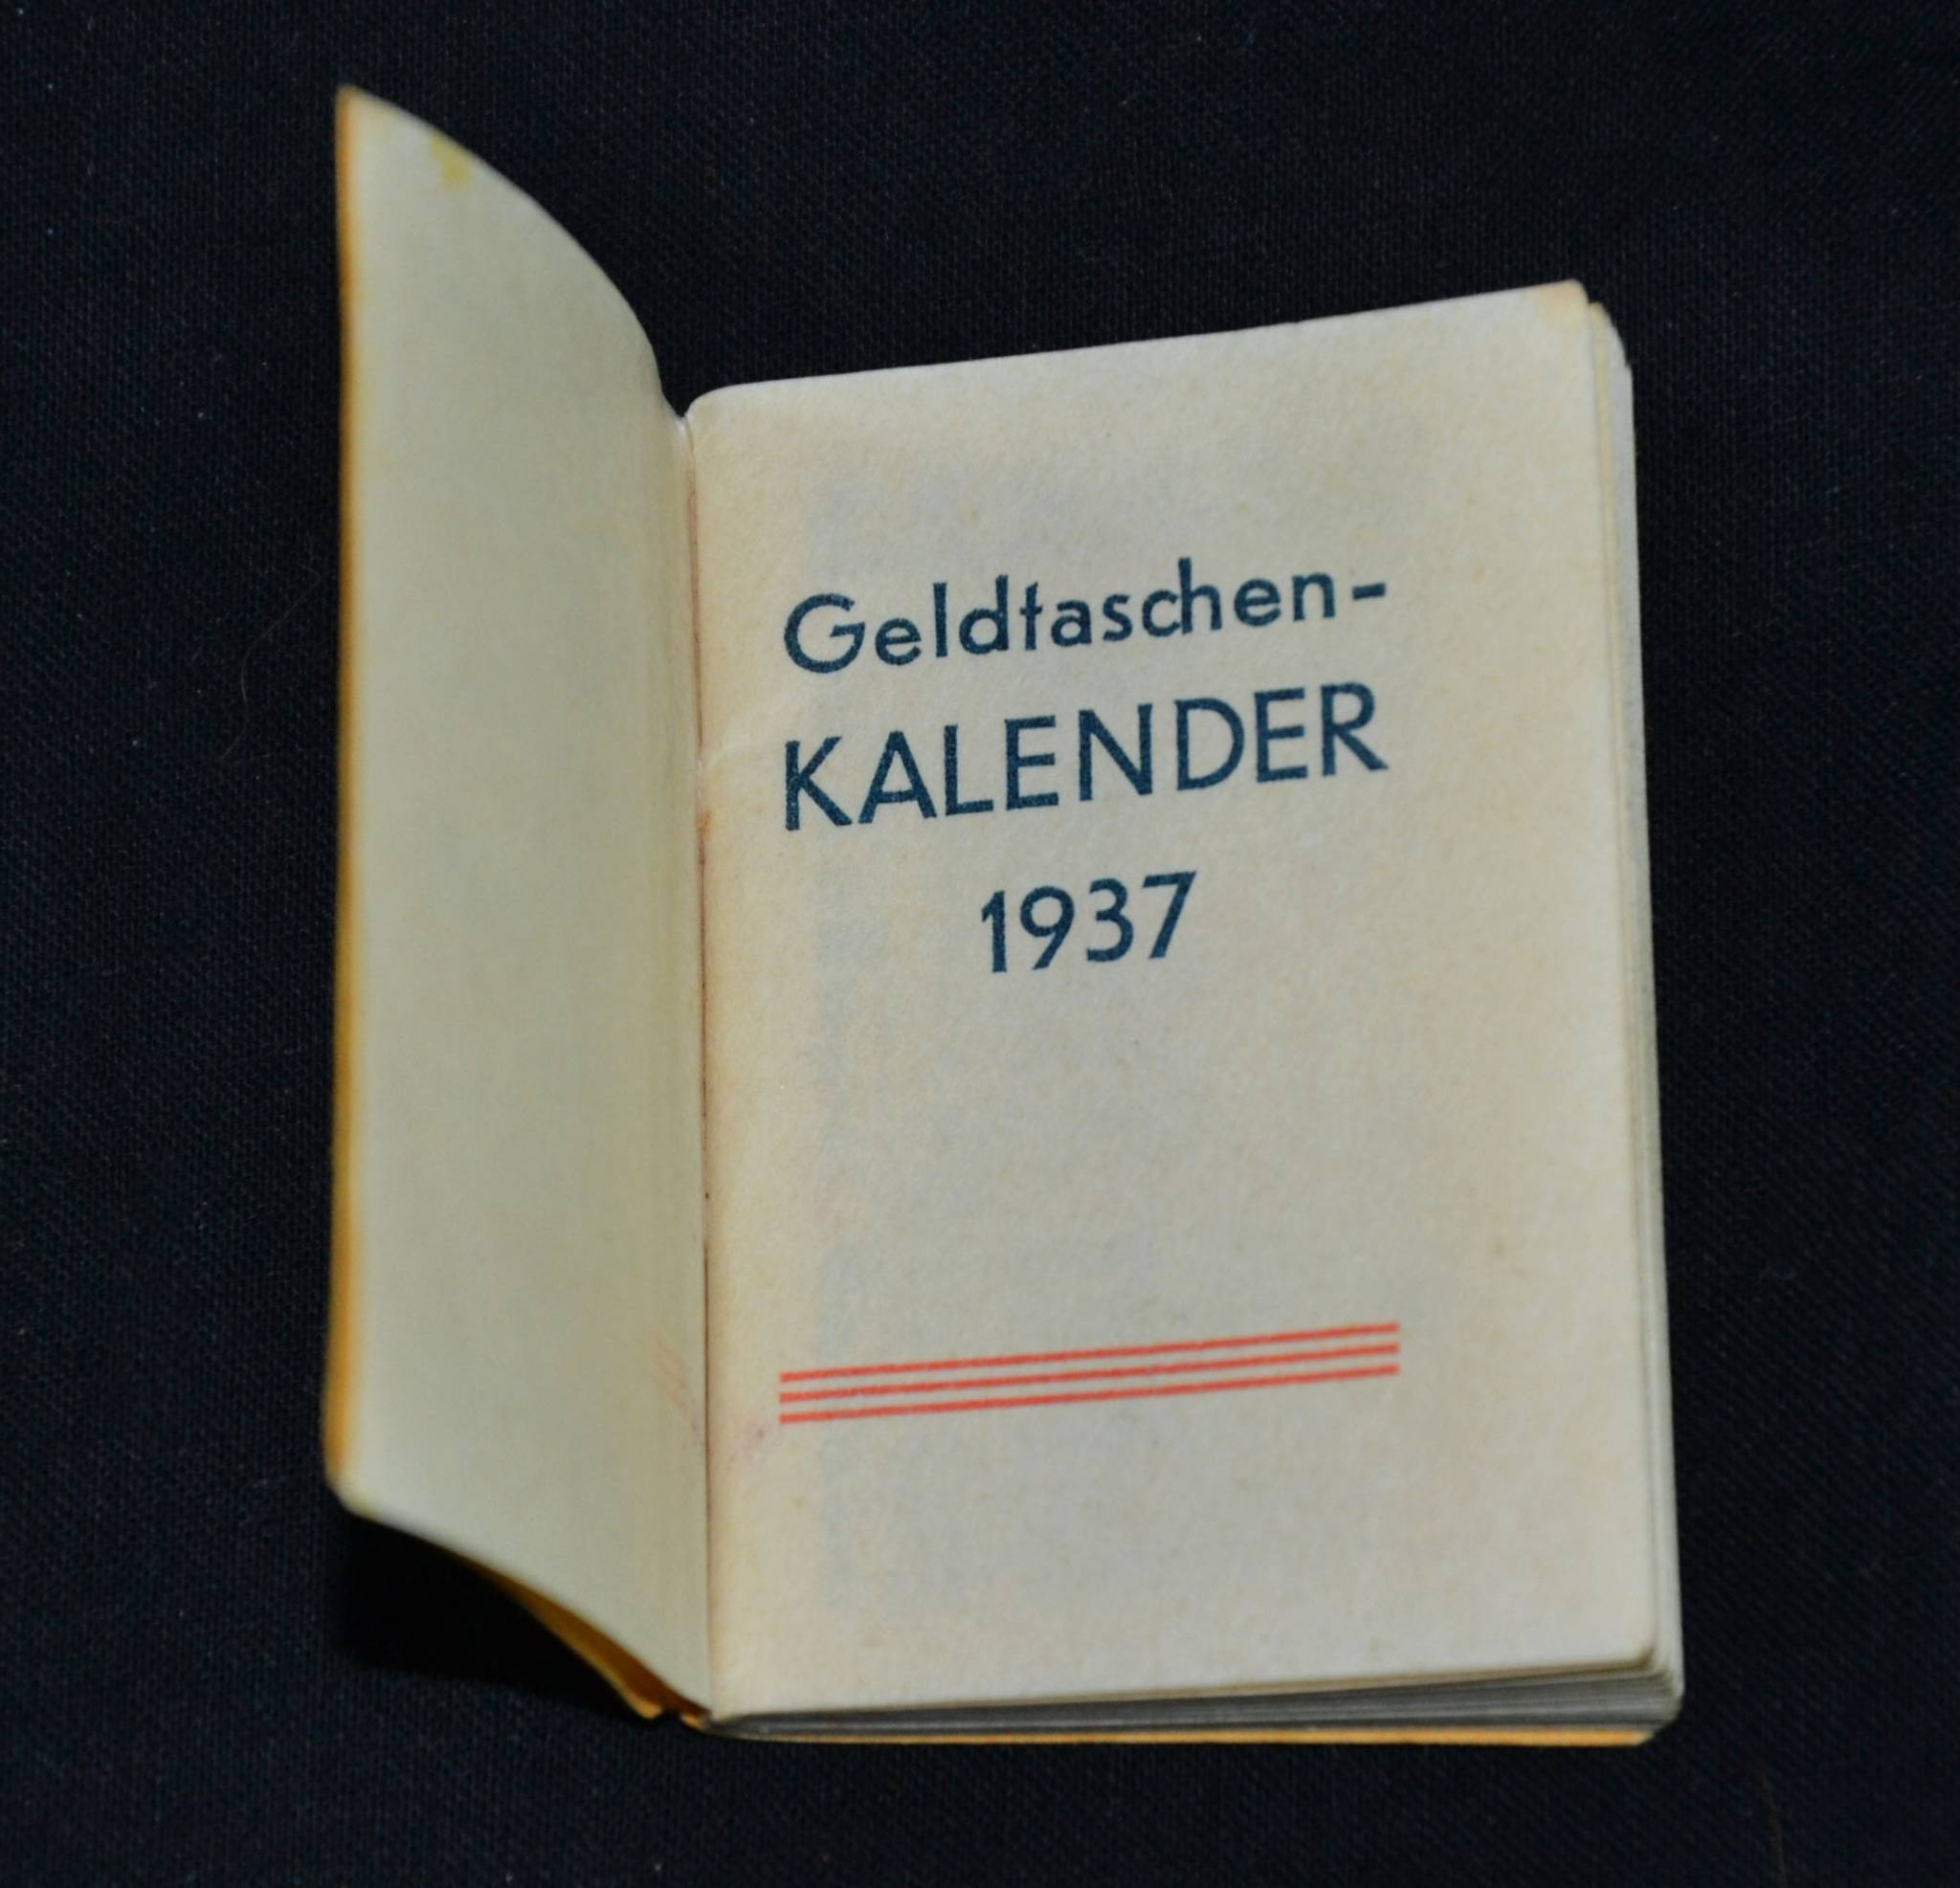 Geldtaschen-
KALENDER
1937